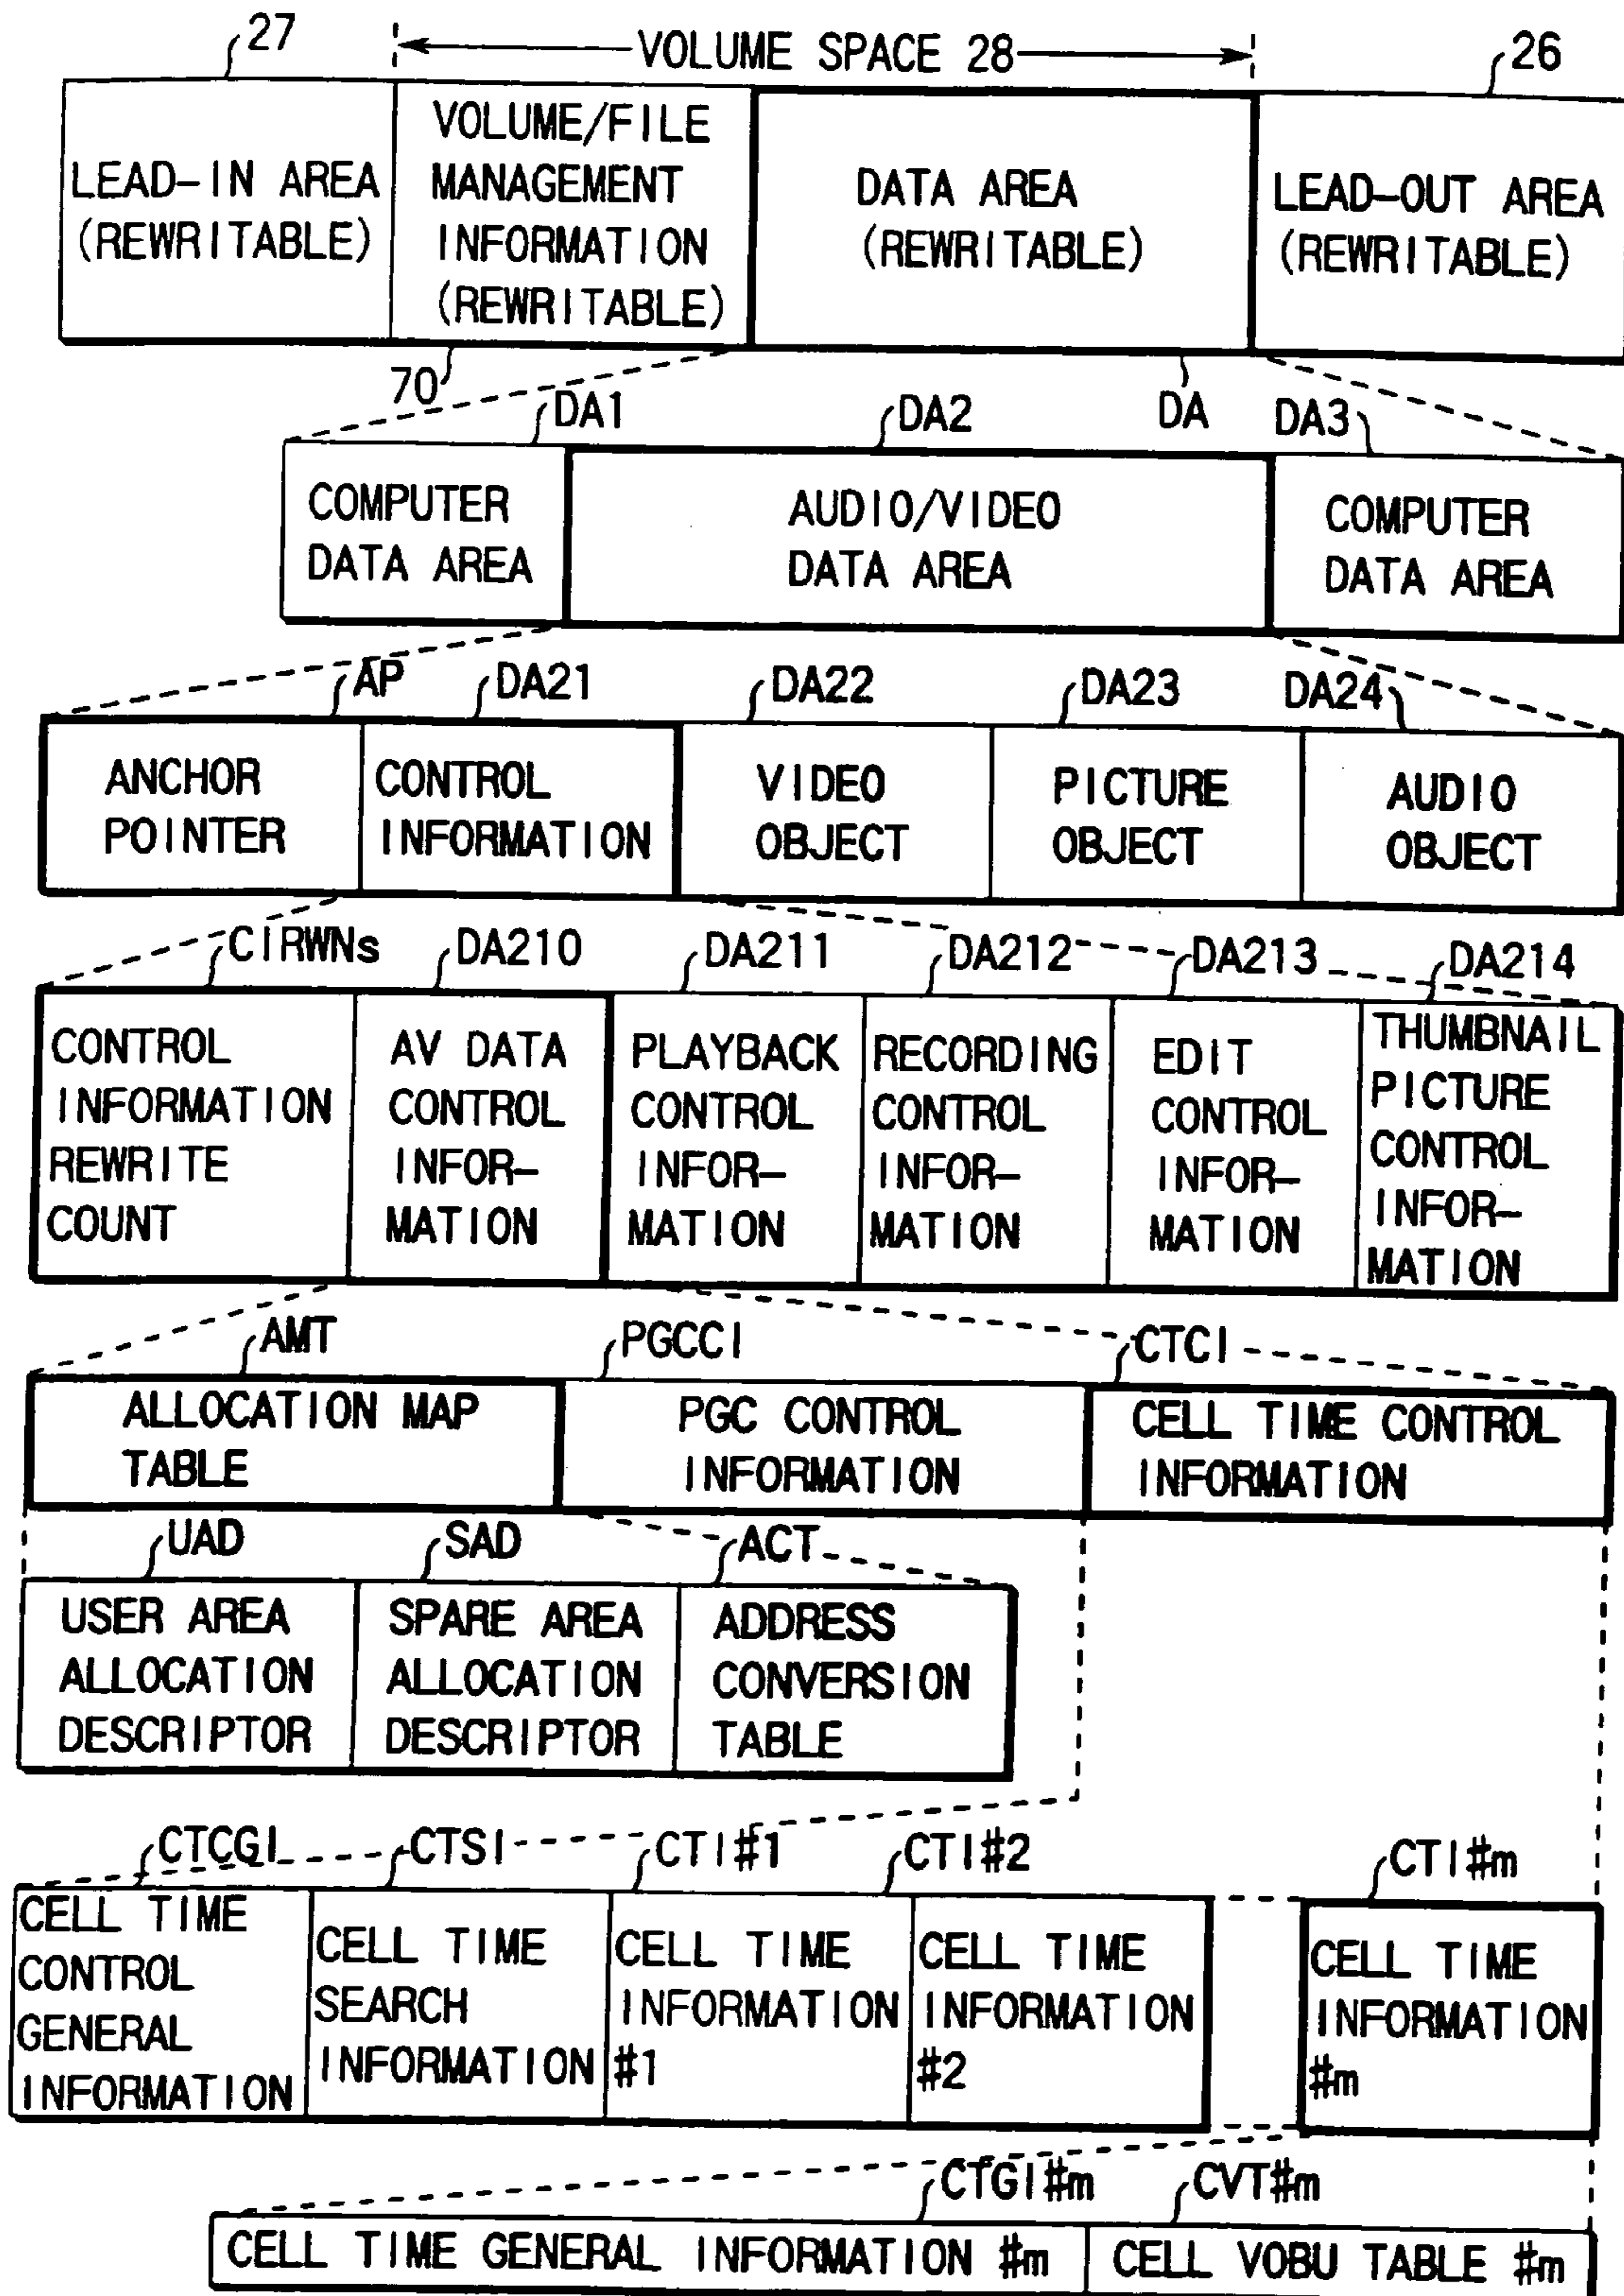 27
VOLUME SPACE 28
26
LEAD-IN AREA
(REWRITABLE)
VOLUME/FILE
MANAGEMENT
INFORMATION
(REWRITABLE)
DATA AREA
(REWRITABLE)
LEAD-OUT AREA
(REWRITABLE)
70
DA1
DA2
DA
DA3
COMPUTER
DATA AREA
AUDIO/VIDEO
DATA AREA
COMPUTER
DATA AREA
AP
DA21
DA22
DA23
DA24
ANCHOR
POINTER
CONTROL
INFORMATION
VIDEO
OBJECT
PICTURE
OBJECT
AUDIO
OBJECT
CIRWNs
DA210
DA211
DA212
DA213
DA214
CONTROL
INFORMATION
REWRITE
COUNT
AV DATA
CONTROL
INFOR-
MATION
PLAYBACK
CONTROL
INFOR-
MATION
RECORDING
CONTROL
INFOR-
MATION
EDIT
CONTROL
INFOR-
MATION
THUMBNAIL
PICTURE
CONTROL
INFOR-
MATION
AMT
PGCCI
CTCI
ALLOCATION MAP
TABLE
PGC CONTROL
INFORMATION
CELL TIME CONTROL
INFORMATION
UAD
SAD
ACT
USER AREA
ALLOCATION
DESCRIPTOR
SPARE AREA
ALLOCATION
DESCRIPTOR
ADDRESS
CONVERSION
TABLE
CTCGI
CTSI
CTI#1
CTI#2
CTI#m
CELL TIME
CONTROL
GENERAL
INFORMATION
CELL TIME
SEARCH
INFORMATION
CELL TIME
INFORMATION
#1
CELL TIME
INFORMATION
#2
CELL TIME
INFORMATION
#m
CTGI#m
CVT#m
CELL TIME GENERAL INFORMATION #m
CELL VOBU TABLE #m